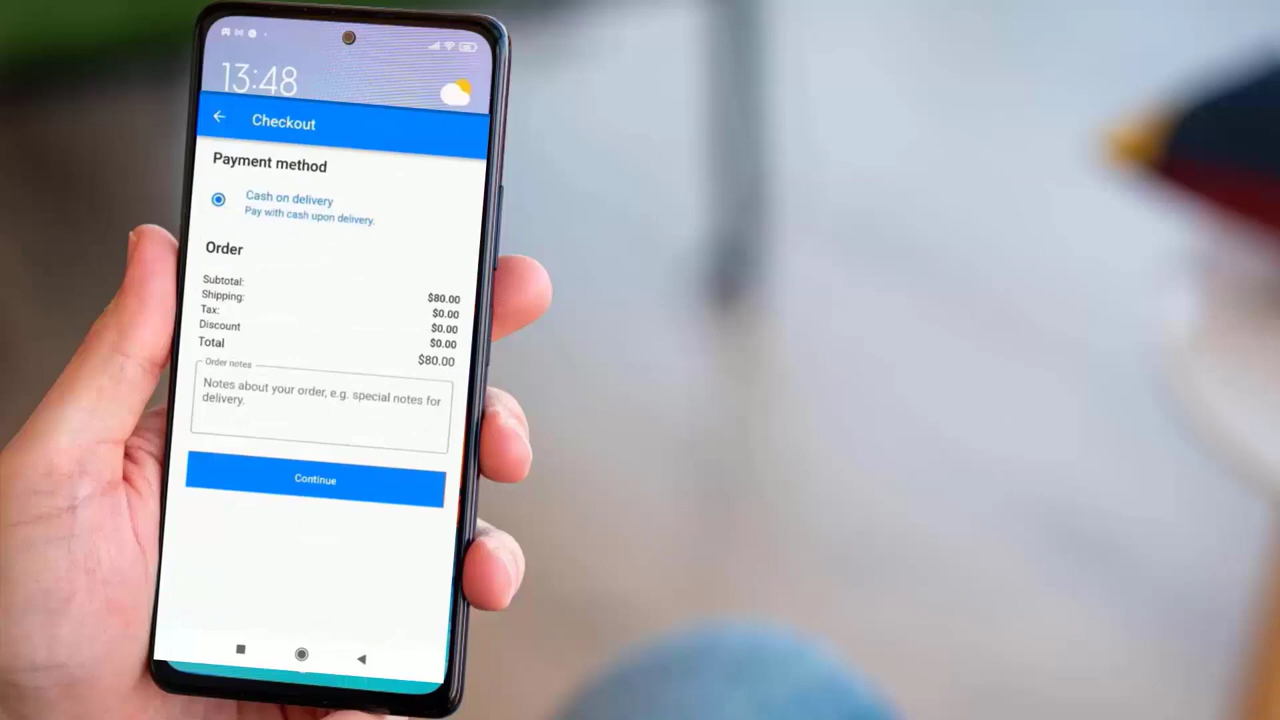 13:48
Checkout
Payment method
Cash on delivery
Pay with cash upon delivery.
Order
Subtotal: $80.00
Shipping: $0.00
Tax: $0.00
Discount $0.00
Total $80.00
Order notes
Notes about your order, e.g. special notes for
delivery.
Continue